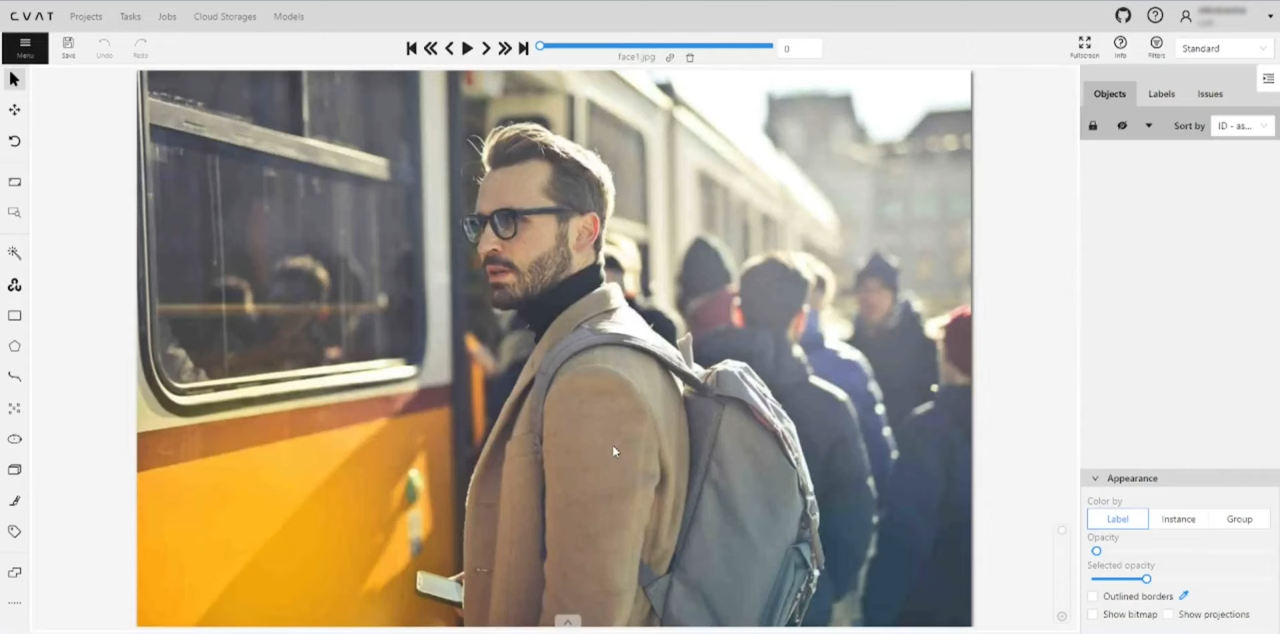 CVAT Projects Tasks Jobs Cloud Storages Models
Menu Save Undo Redo
0
face1.jpg
Fullscreen Info Filters Standard
Objects Labels Issues
Sort by ID - as...
Appearance
Color by
Label Instance Group
Opacity
Selected opacity
Outlined borders
Show bitmap Show projections